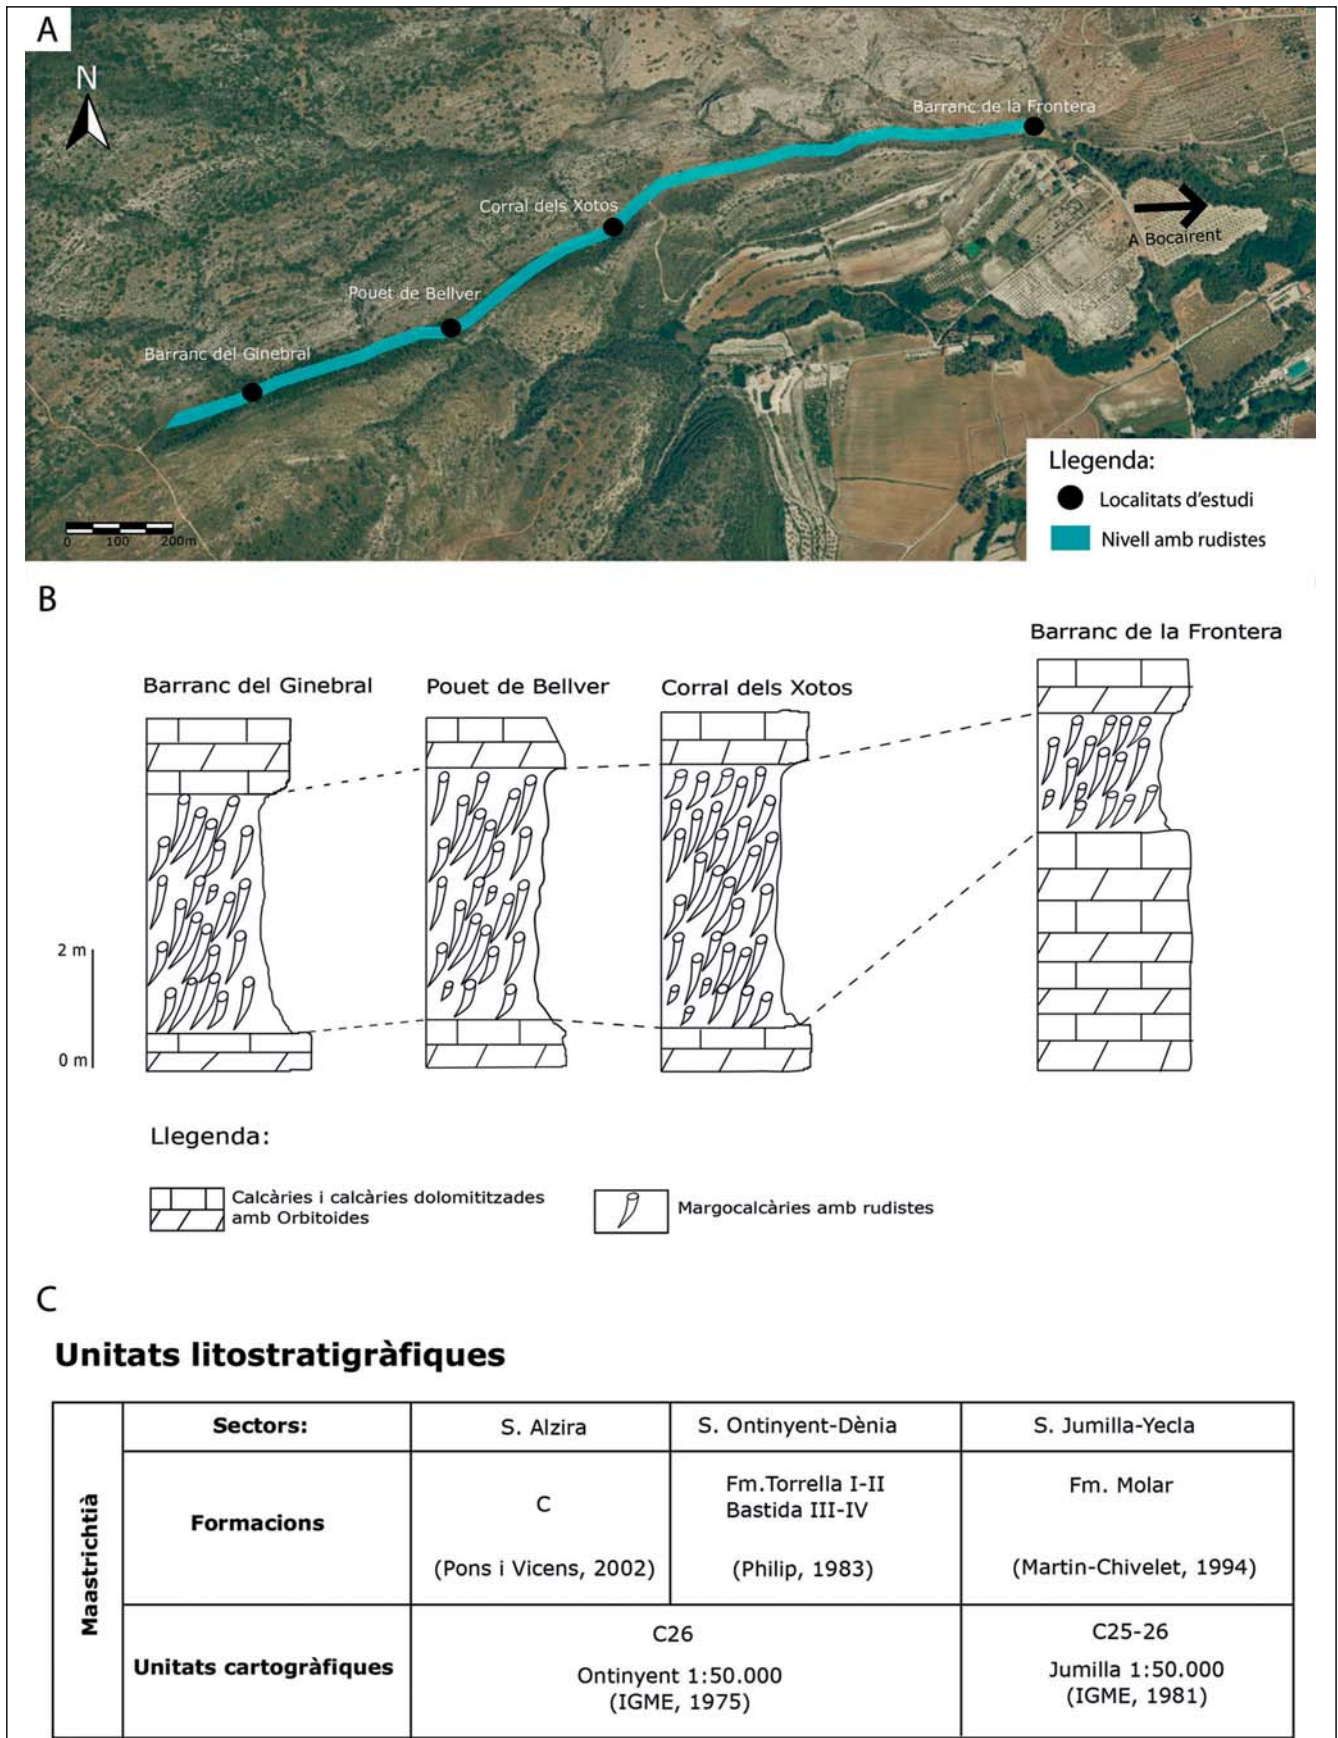 A
N
Barranc de la Frontera
Corral dels Xotos
A Bocairent
Pouet de Bellver
Barranc del Ginebral
Llegenda:
Localitats d'estudi
Nivell amb rudistes
0 100 200m
B
Barranc de la Frontera
Barranc del Ginebral
Pouet de Bellver
Corral dels Xotos
2 m
0 m
Llegenda:
Calcàries i calcàries dolomititzades
amb Orbitoides
Margocalcàries amb rudistes
C
Unitats litostratigràfiques
Maastrichtià
Sectors:
S. Alzira
S. Ontinyent-Dènia
S. Jumilla-Yecla
Formacions
C
(Pons i Vicens, 2002)
Fm.Torrella I-II
Bastida III-IV
(Philip, 1983)
Fm. Molar
(Martin-Chivelet, 1994)
Unitats cartogràfiques
C26
Ontinyent 1:50.000
(IGME, 1975)
C25-26
Jumilla 1:50.000
(IGME, 1981)